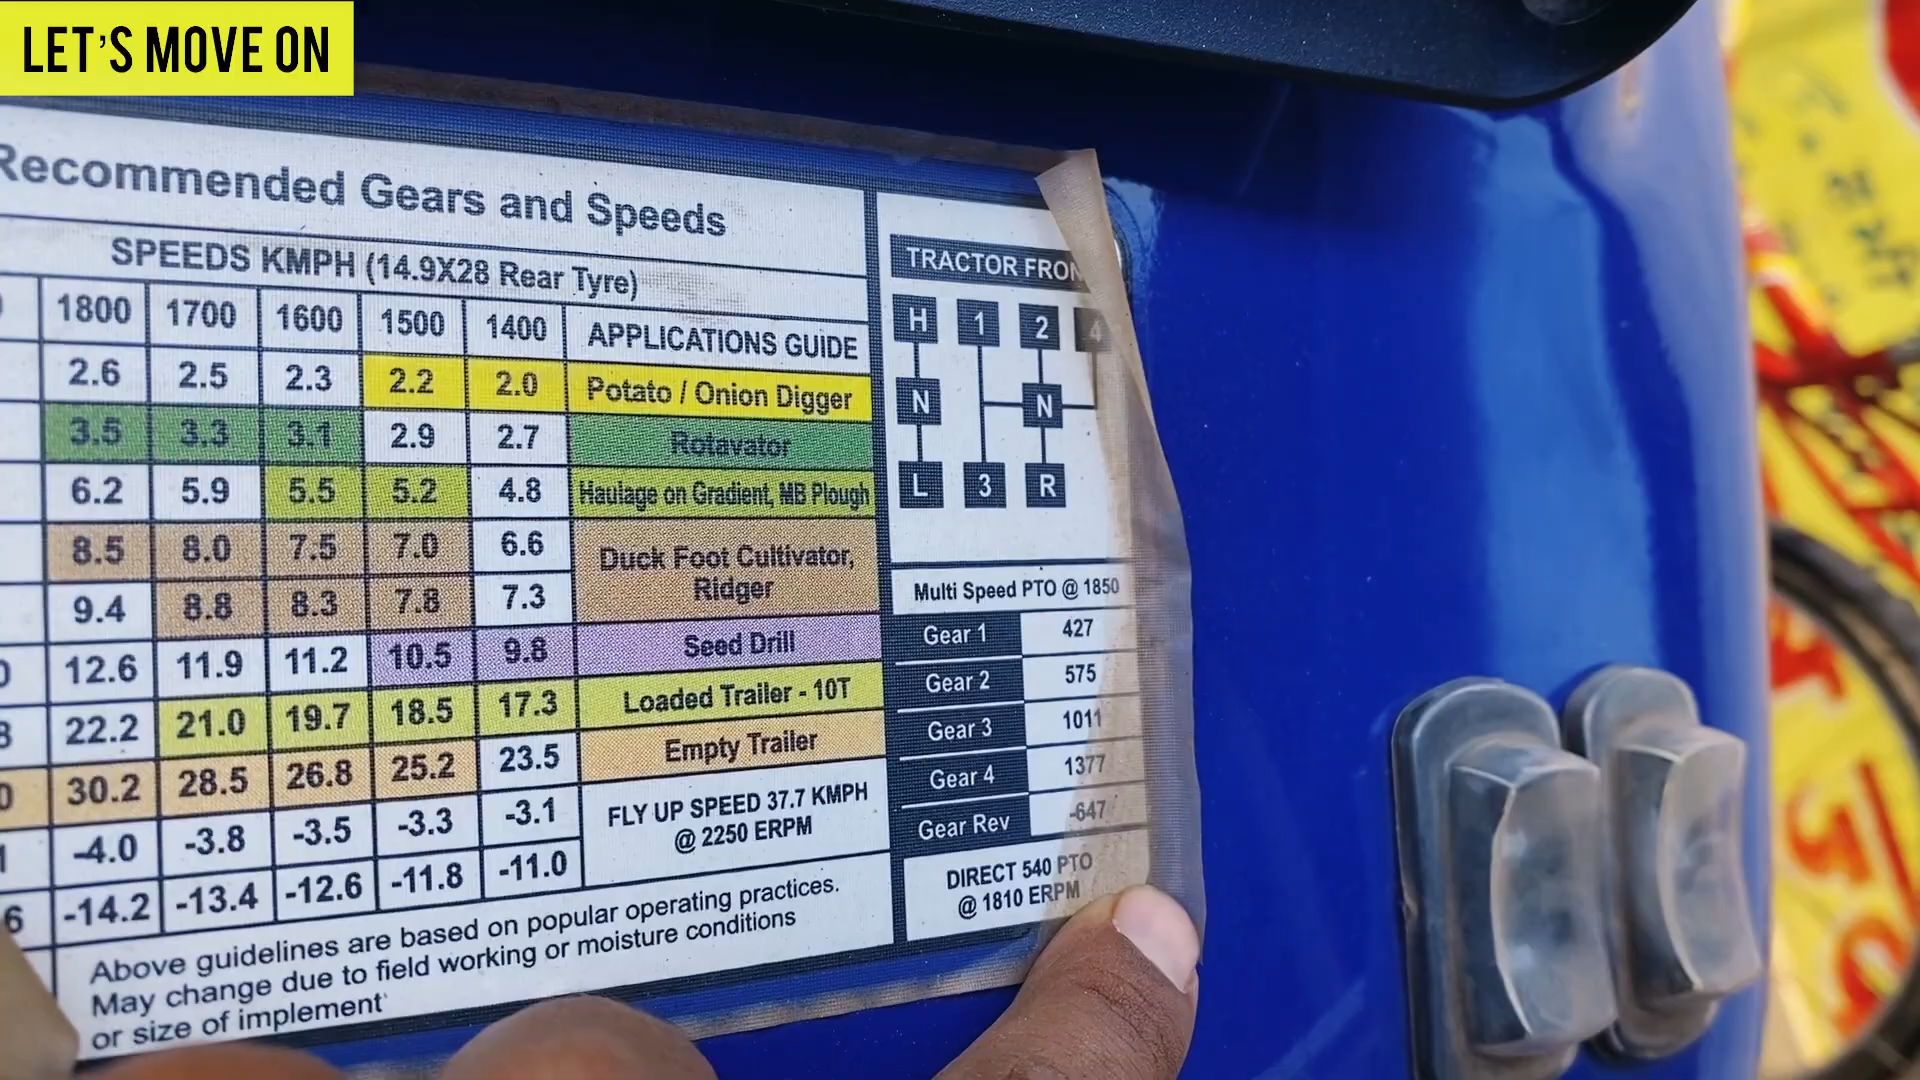 LET'S MOVE ON
Recommended Gears and Speeds
SPEEDS KMPH (14.9X28 Rear Tyre)
1800 1700 1600 1500 1400 APPLICATIONS GUIDE
2.6 2.5 2.3 2.2 2.0 Potato / Onion Digger
3.5 3.3 3.1 2.9 2.7 Rotavator
6.2 5.9 5.5 5.2 4.8 Haulage on Gradient, MB Plough
8.5 8.0 7.5 7.0 6.6 Duck Foot Cultivator,
Ridger
9.4 8.8 8.3 7.8 7.3
12.6 11.9 11.2 10.5 9.8 Seed Drill
22.2 21.0 19.7 18.5 17.3 Loaded Trailer - 10T
30.2 28.5 26.8 25.2 23.5 Empty Trailer
-4.0 -3.8 -3.5 -3.3 -3.1
-14.2 -13.4 -12.6 -11.8 -11.0
FLY UP SPEED 37.7 KMPH
@ 2250 ERPM
Above guidelines are based on popular operating practices.
May change due to field working or moisture conditions
or size of implement
TRACTOR FRON
H 1 2 4
N N
L 3 R
Multi Speed PTO @ 1850
Gear 1 427
Gear 2 575
Gear 3 1011
Gear 4 1377
Gear Rev -647
DIRECT 540 PTO
@ 1810 ERPM